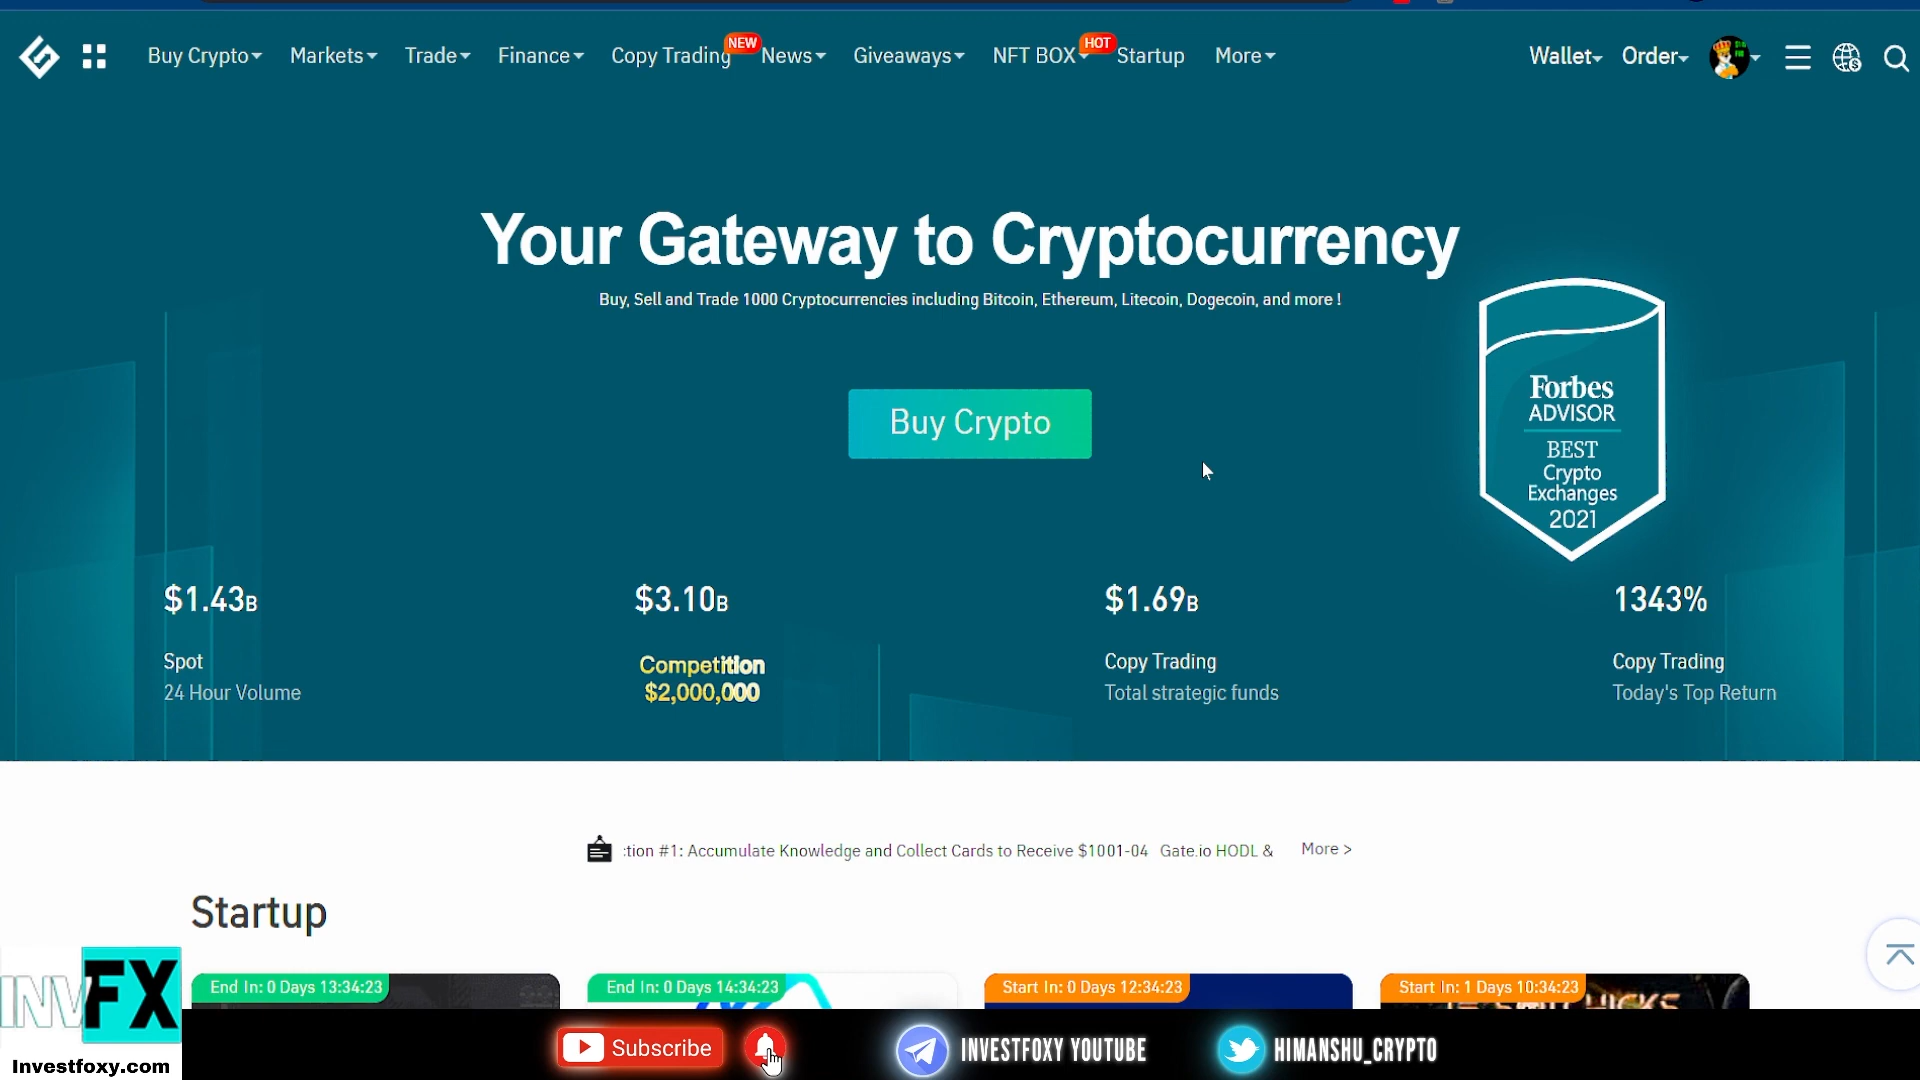 Buy Crypto Markets Trade Finance Copy Trading NEW News Giveaways NFT BOX HOT Startup More Wallet Order
Your Gateway to Cryptocurrency
Buy, Sell and Trade 1000 Cryptocurrencies including Bitcoin, Ethereum, Litecoin, Dogecoin, and more !
Buy Crypto
Forbes
ADVISOR
BEST
Crypto
Exchanges
2021
$1.43B
Spot
24 Hour Volume
$3.10B
Competition
$2,000,000
$1.69B
Copy Trading
Total strategic funds
1343%
Copy Trading
Today's Top Return
:tion #1: Accumulate Knowledge and Collect Cards to Receive $1001-04 Gate.io HODL & More >
Startup
End In: 0 Days 13:34:23
End In: 0 Days 14:34:23
Start In: 0 Days 12:34:23
Start In: 1 Days 10:34:23
INVFX
Investfoxy.com
Subscribe
INVESTFOXY YOUTUBE
HIMANSHU_CRYPTO